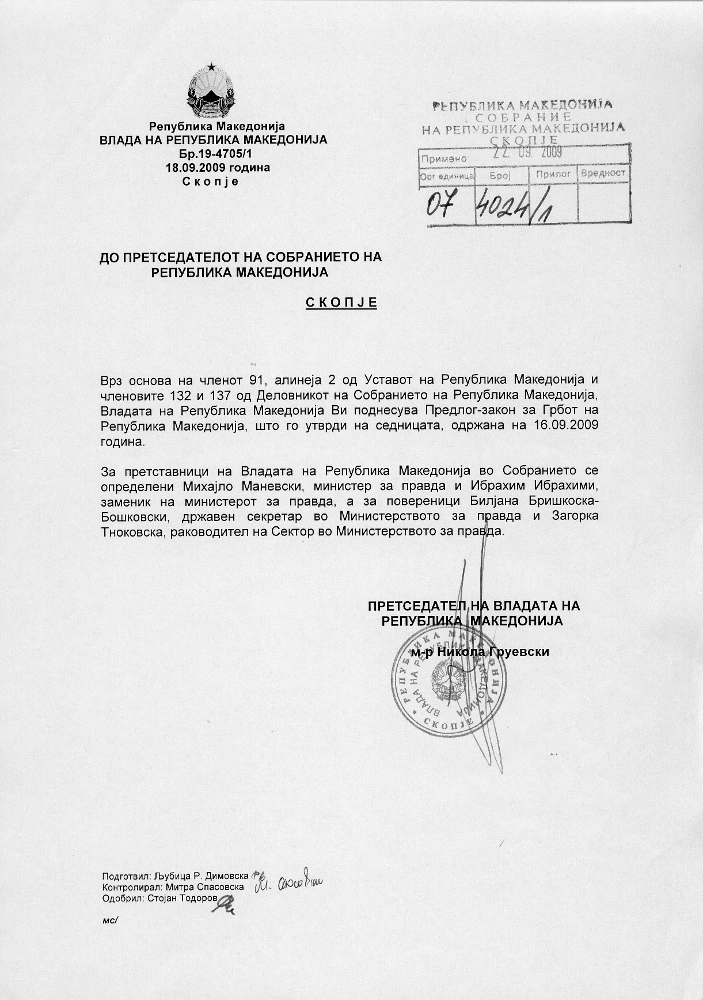 Република Македонија
ВЛАДА НА РЕПУБЛИКА МАКЕДОНИЈА
Бр.19-4705/1
18.09.2009 година
С к о п ј е
РЕПУБЛИКА МАКЕДОНИЈА
СОБРАНИЕ
НА РЕПУБЛИКА МАКЕДОНИЈА
СКОПЈЕ
Примено: 22. 09. 2009
Орг единица Број Прилог Вредност
07 4024/1
ДО ПРЕТСЕДАТЕЛОТ НА СОБРАНИЕТО НА
РЕПУБЛИКА МАКЕДОНИЈА
С К О П Ј Е
Врз основа на членот 91, алинеја 2 од Уставот на Република Македонија и
членовите 132 и 137 од Деловникот на Собранието на Република Македонија,
Владата на Република Македонија Ви поднесува Предлог-закон за Грбот на
Република Македонија, што го утврди на седницата, одржана на 16.09.2009
година.
За претставници на Владата на Република Македонија во Собранието се
определени Михајло Маневски, министер за правда и Ибрахим Ибрахими,
заменик на министерот за правда, а за повереници Билјана Бришкоска-
Бошковски, државен секретар во Министерството за правда и Загорка
Тноковска, раководител на Сектор во Министерството за правда.
ПРЕТСЕДАТЕЛ НА ВЛАДАТА НА
РЕПУБЛИКА МАКЕДОНИЈА
м-р Никола Груевски
РЕПУБЛИКА МАКЕДОНИЈА
ВЛАДА НА РЕПУБЛИКА МАКЕДОНИЈА
* СКОПЈЕ *
Подготвил: Љубица Р. Димовска
Контролирал: Митра Спасовска
Одобрил: Стојан Тодоров
мс/